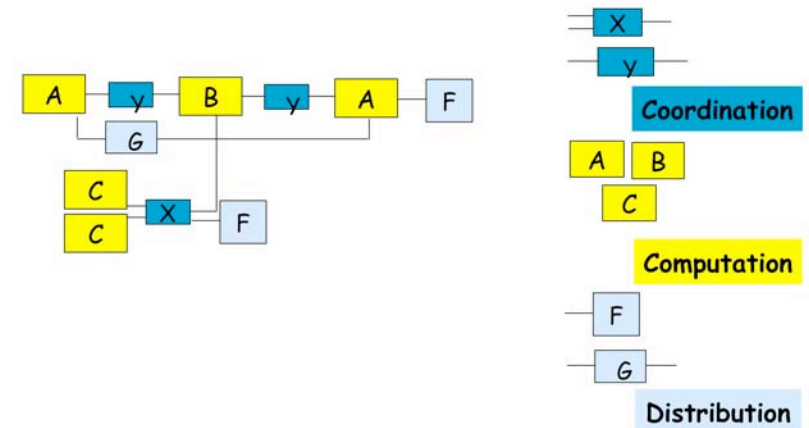 A y B y A F
G
C
X
C
F
X
y
Coordination
A B
C
Computation
F
G
Distribution